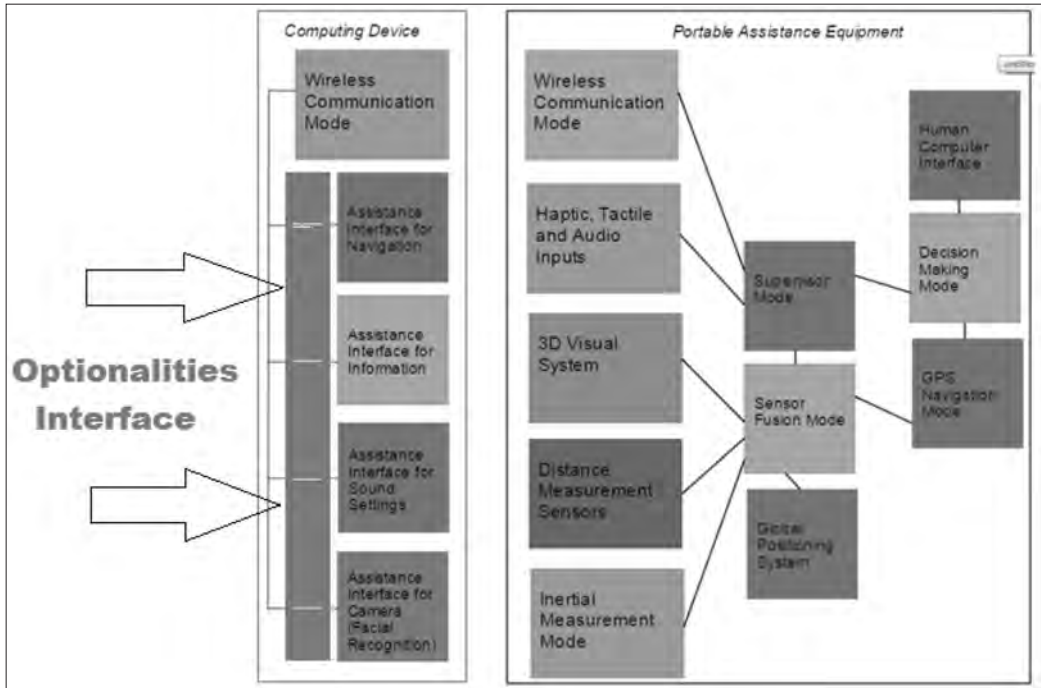 Computing Device
Wireless
Communication
Mode
Assistance
Interface for
Navigation
Assistance
Interface for
Information
Assistance
Interface for
Sound
Settings
Assistance
Interface for
Camera
(Facial
Recognition)
Optionalities
Interface
Portable Assistance Equipment
Wireless
Communication
Mode
Haptic, Tactile
and Audio
Inputs
3D Visual
System
Distance
Measurement
Sensors
Inertial
Measurement
Mode
Supervisor
Mode
Sensor
Fusion Mode
Global
Positioning
System
Human
Computer
Interface
Decision
Making
Mode
GPS
Navigation
Mode